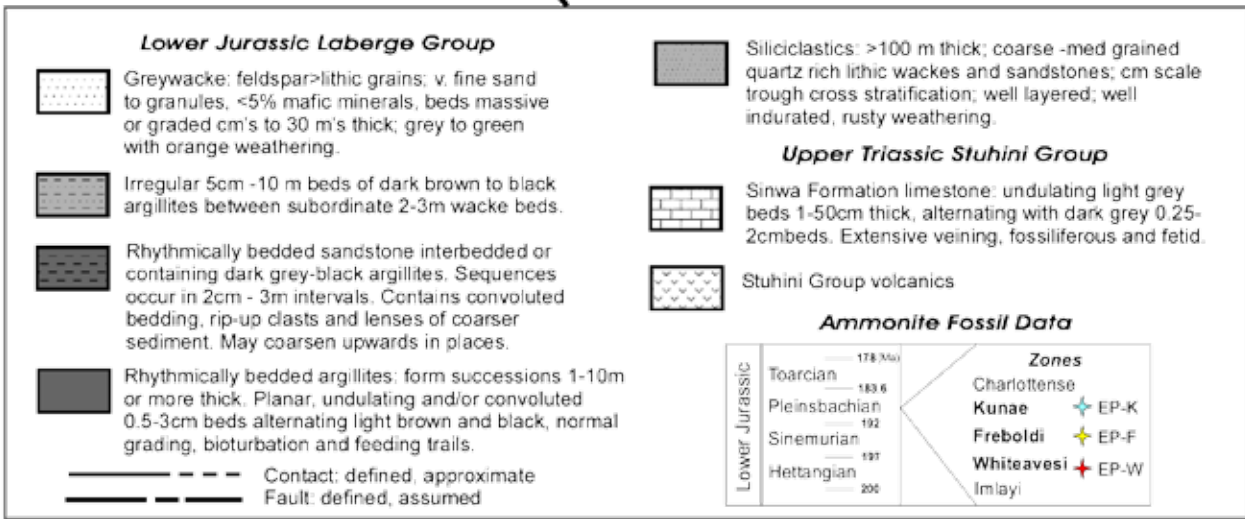 Lower Jurassic Laberge Group
Greywacke: feldspar>lithic grains; v. fine sand
to granules, <5% mafic minerals, beds massive
or graded cm's to 30 m's thick; grey to green
with orange weathering.
Irregular 5cm -10 m beds of dark brown to black
argillites between subordinate 2-3m wacke beds.
Rhythmically bedded sandstone interbedded or
containing dark grey-black argillites. Sequences
occur in 2cm - 3m intervals. Contains convoluted
bedding, rip-up clasts and lenses of coarser
sediment. May coarsen upwards in places.
Rhythmically bedded argillites: form successions 1-10m
or more thick. Planar, undulating and/or convoluted
0.5-3cm beds alternating light brown and black, normal
grading, bioturbation and feeding trails.
Contact: defined, approximate
Fault: defined, assumed
Siliciclastics: >100 m thick; coarse -med grained
quartz rich lithic wackes and sandstones; cm scale
trough cross stratification; well layered; well
indurated, rusty weathering.
Upper Triassic Stuhini Group
Sinwa Formation limestone: undulating light grey
beds 1-50cm thick, alternating with dark grey 0.25-
2cmbeds. Extensive veining, fossiliferous and fetid.
Stuhini Group volcanics
Ammonite Fossil Data
Lower Jurassic
178 (Ma)
Toarcian
183.6
Pleinsbachian
192
Sinemurian
197
Hettangian
200
Zones
Charlottense
Kunae EP-K
Freboldi EP-F
Whiteavesi EP-W
Imlayi